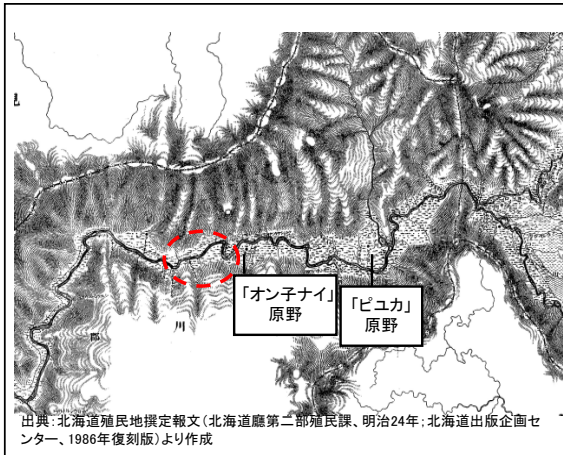 「オン子ナイ」
原野
「ピユカ」
原野
川
郡
出典：北海道殖民地撰定報文(北海道廳第二部殖民課、明治24年；北海道出版企画セ
ンター、1986年復刻版)より作成